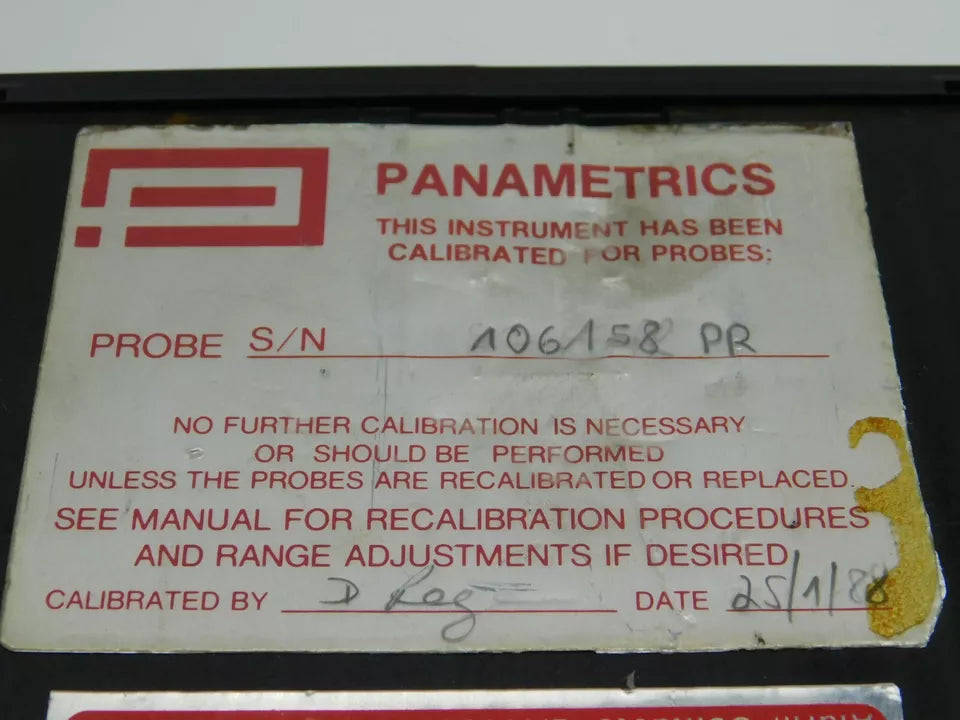 PANAMETRICS
THIS INSTRUMENT HAS BEEN
CALIBRATED FOR PROBES:
PROBE S/N 106158 PR
NO FURTHER CALIBRATION IS NECESSARY
OR SHOULD BE PERFORMED
UNLESS THE PROBES ARE RECALIBRATED OR REPLACED.
SEE MANUAL FOR RECALIBRATION PROCEDURES
AND RANGE ADJUSTMENTS IF DESIRED
CALIBRATED BY D DATE 25/1/88
3